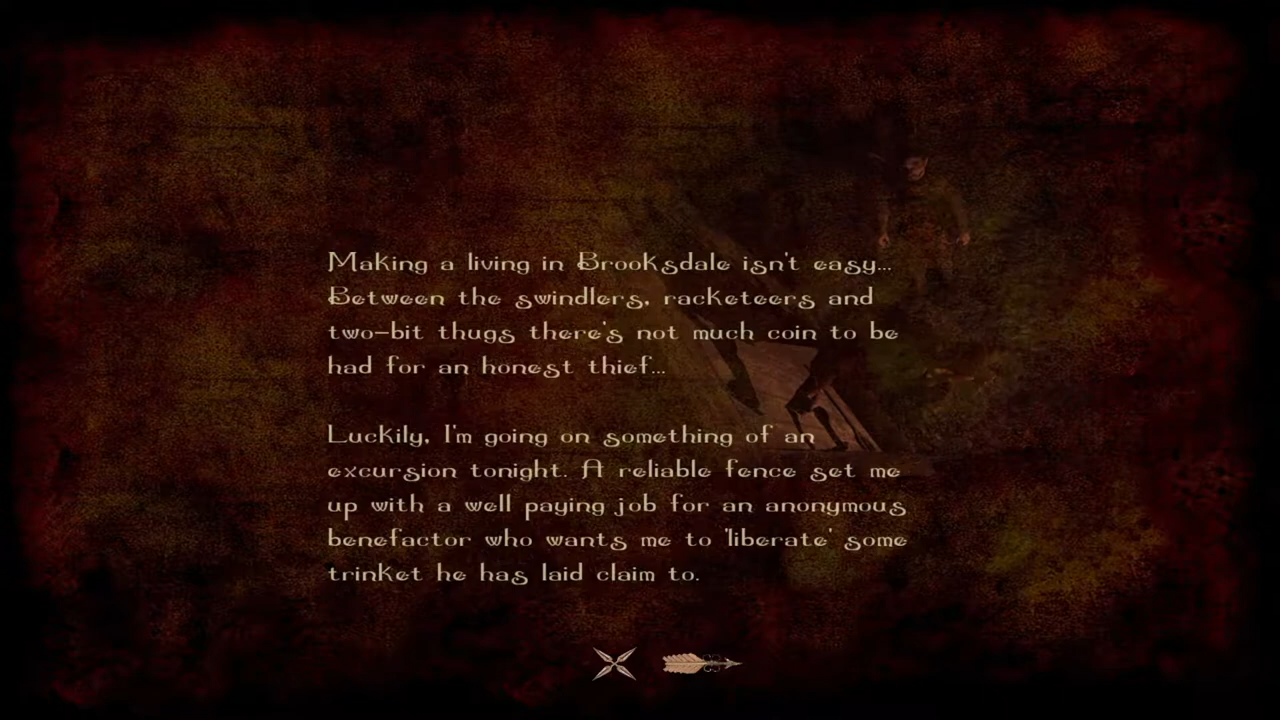 Making a living in Brooksdale isn't easy...
Between the swindlers, racketeers and
two-bit thugs there's not much coin to be
had for an honest thief...
Luckily, I'm going on something of an
excursion tonight. A reliable fence set me
up with a well paying job for an anonymous
benefactor who wants me to 'liberate' some
trinket he has laid claim to.